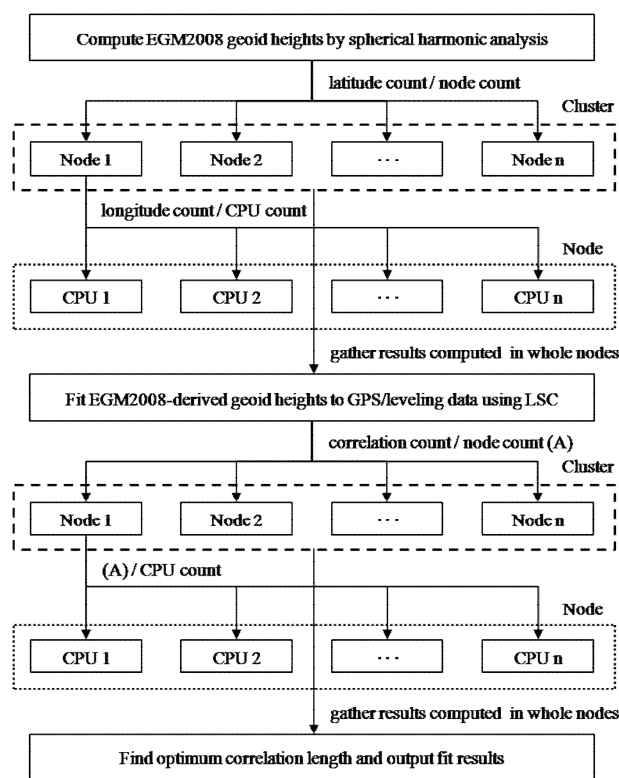 Compute EGM2008 geoid heights by spherical harmonic analysis
latitude count / node count
Cluster
Node 1
Node 2
...
Node n
longitude count / CPU count
Node
CPU 1
CPU 2
...
CPU n
gather results computed in whole nodes
Fit EGM2008-derived geoid heights to GPS/leveling data using LSC
correlation count / node count (A)
Cluster
Node 1
Node 2
...
Node n
(A) / CPU count
Node
CPU 1
CPU 2
...
CPU n
gather results computed in whole nodes
Find optimum correlation length and output fit results